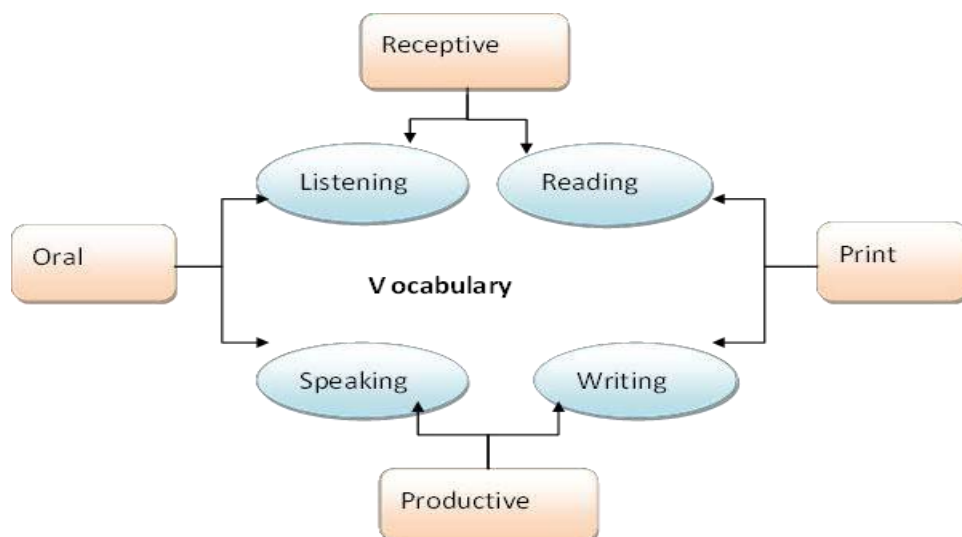 Receptive
Listening
Reading
Oral
Print
V ocabulary
Speaking
Writing
Productive